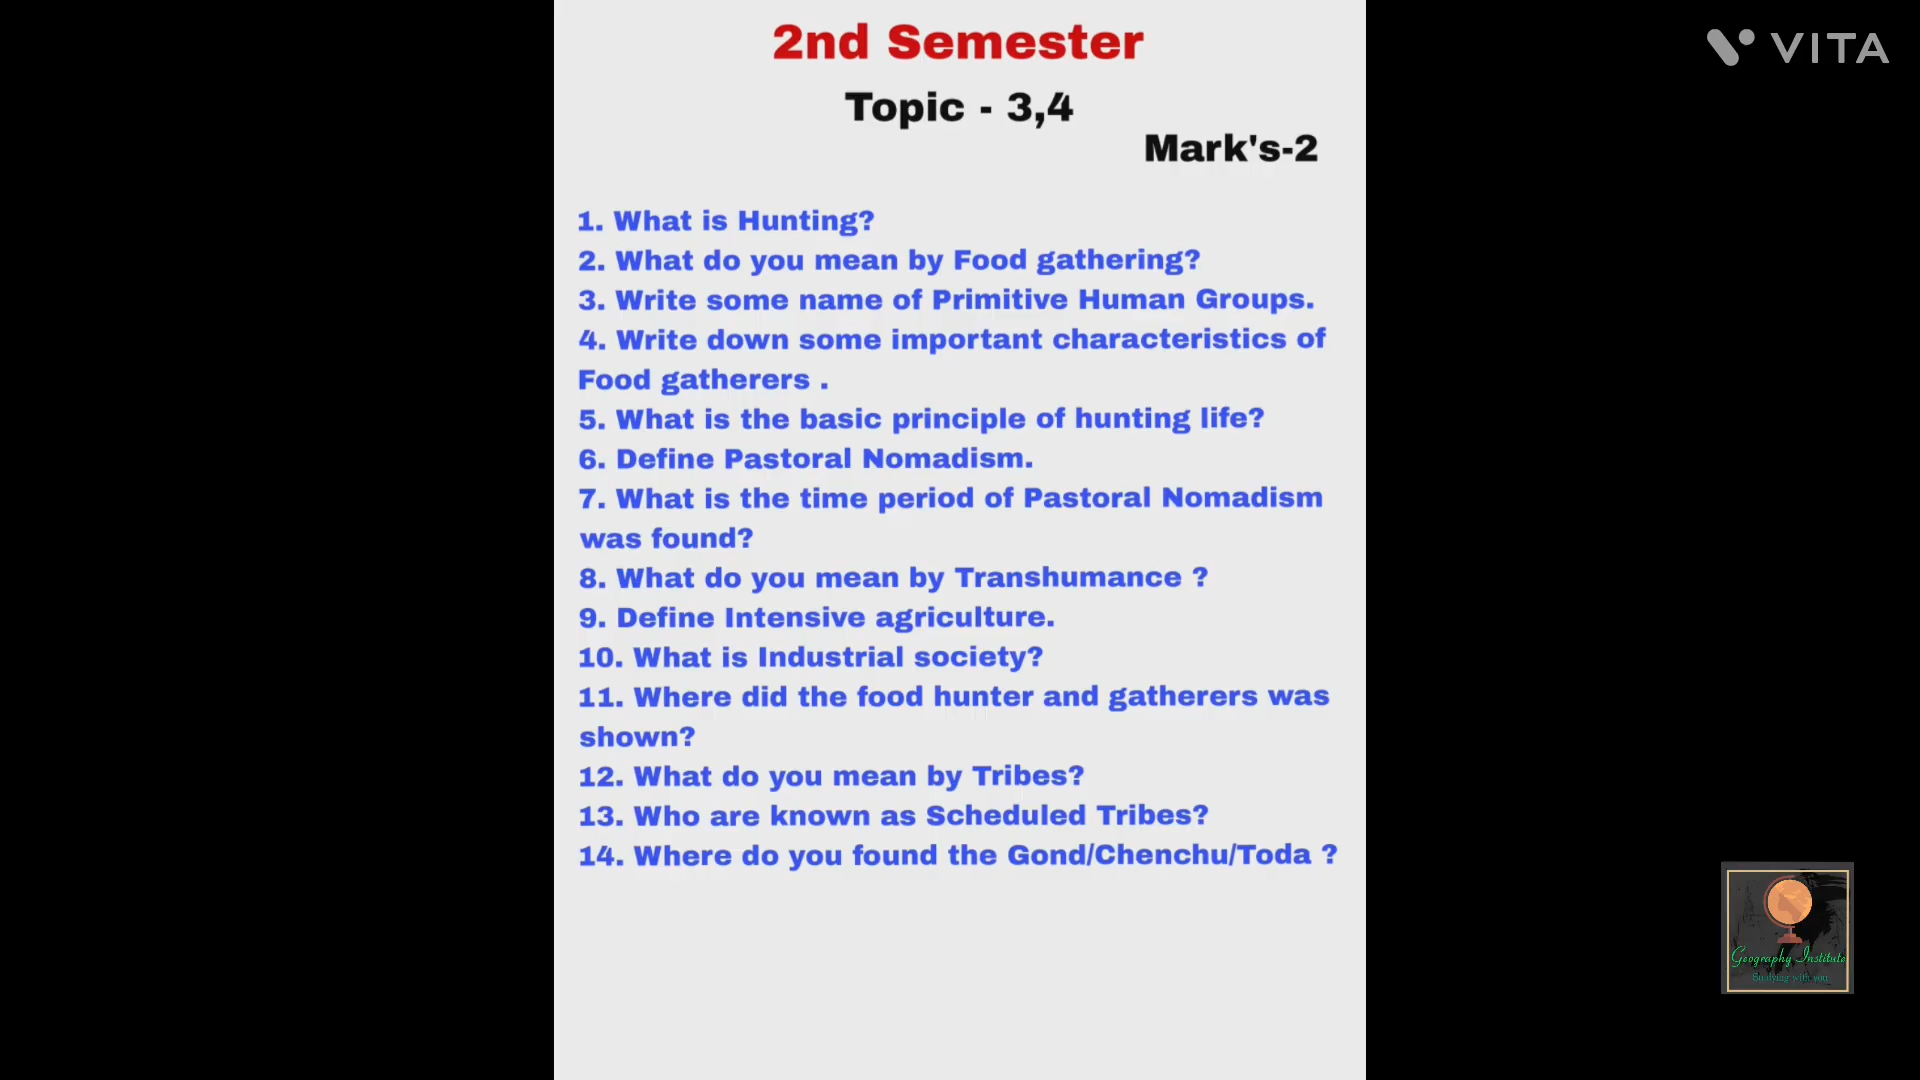 2nd Semester
VITA
Topic - 3,4
Mark's-2
1. What is Hunting?
2. What do you mean by Food gathering?
3. Write some name of Primitive Human Groups.
4. Write down some important characteristics of
Food gatherers .
5. What is the basic principle of hunting life?
6. Define Pastoral Nomadism.
7. What is the time period of Pastoral Nomadism
was found?
8. What do you mean by Transhumance ?
9. Define Intensive agriculture.
10. What is Industrial society?
11. Where did the food hunter and gatherers was
shown?
12. What do you mean by Tribes?
13. Who are known as Scheduled Tribes?
14. Where do you found the Gond/Chenchu/Toda ?
Geography Institute
Studying with you